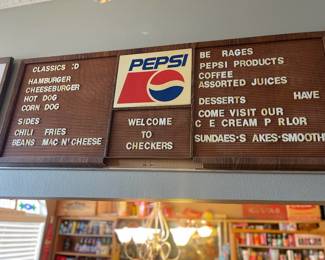 CLASSICS :D
HAMBURGER
CHEESEBURGER
HOT DOG
CORN DOG
SIDES
CHILI FRIES
BEANS MAC N' CHEESE
PEPSI
WELCOME
TO
CHECKERS
BE RAGES
PEPSI PRODUCTS
COFFEE
ASSORTED JUICES
DESSERTS HAVE
COME VISIT OUR
C E CREAM P RLOR
SUNDAES·S AKES·SMOOTH